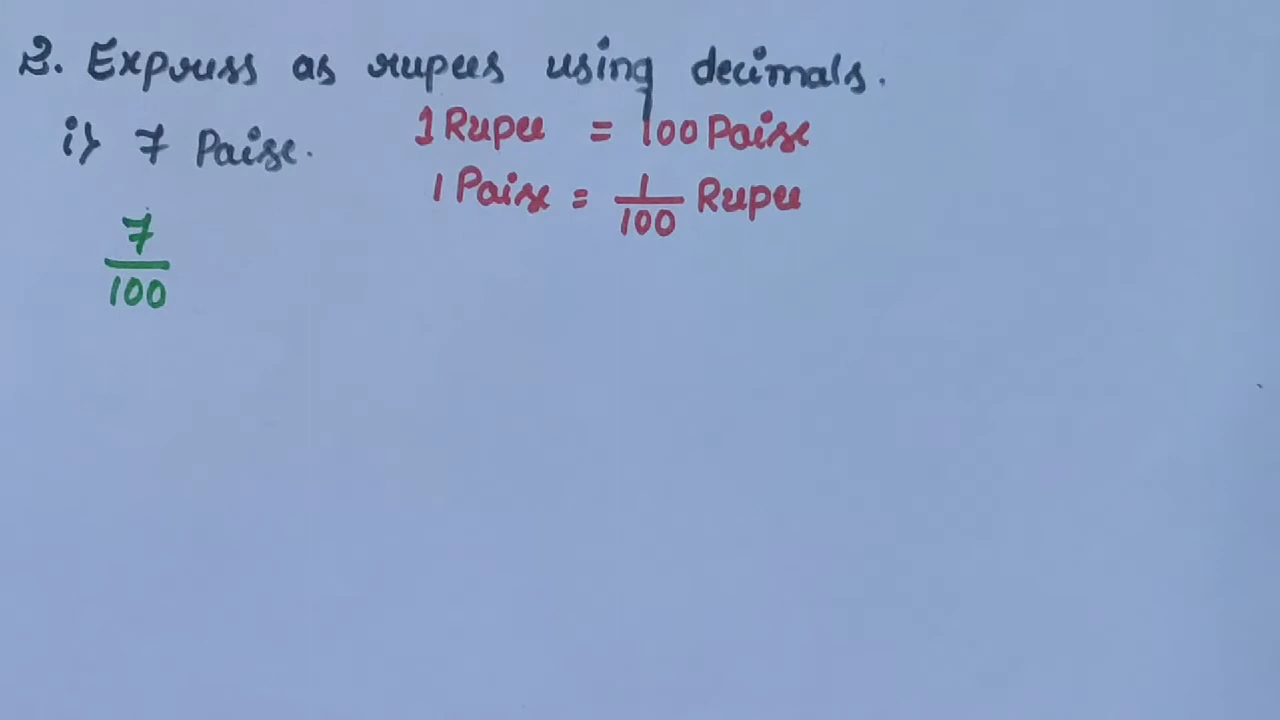 2. Express as rupees using decimals.
i) 7 Paise.
1 Rupee = 100 Paise
1 Paise = 1/100 Rupee
7/100